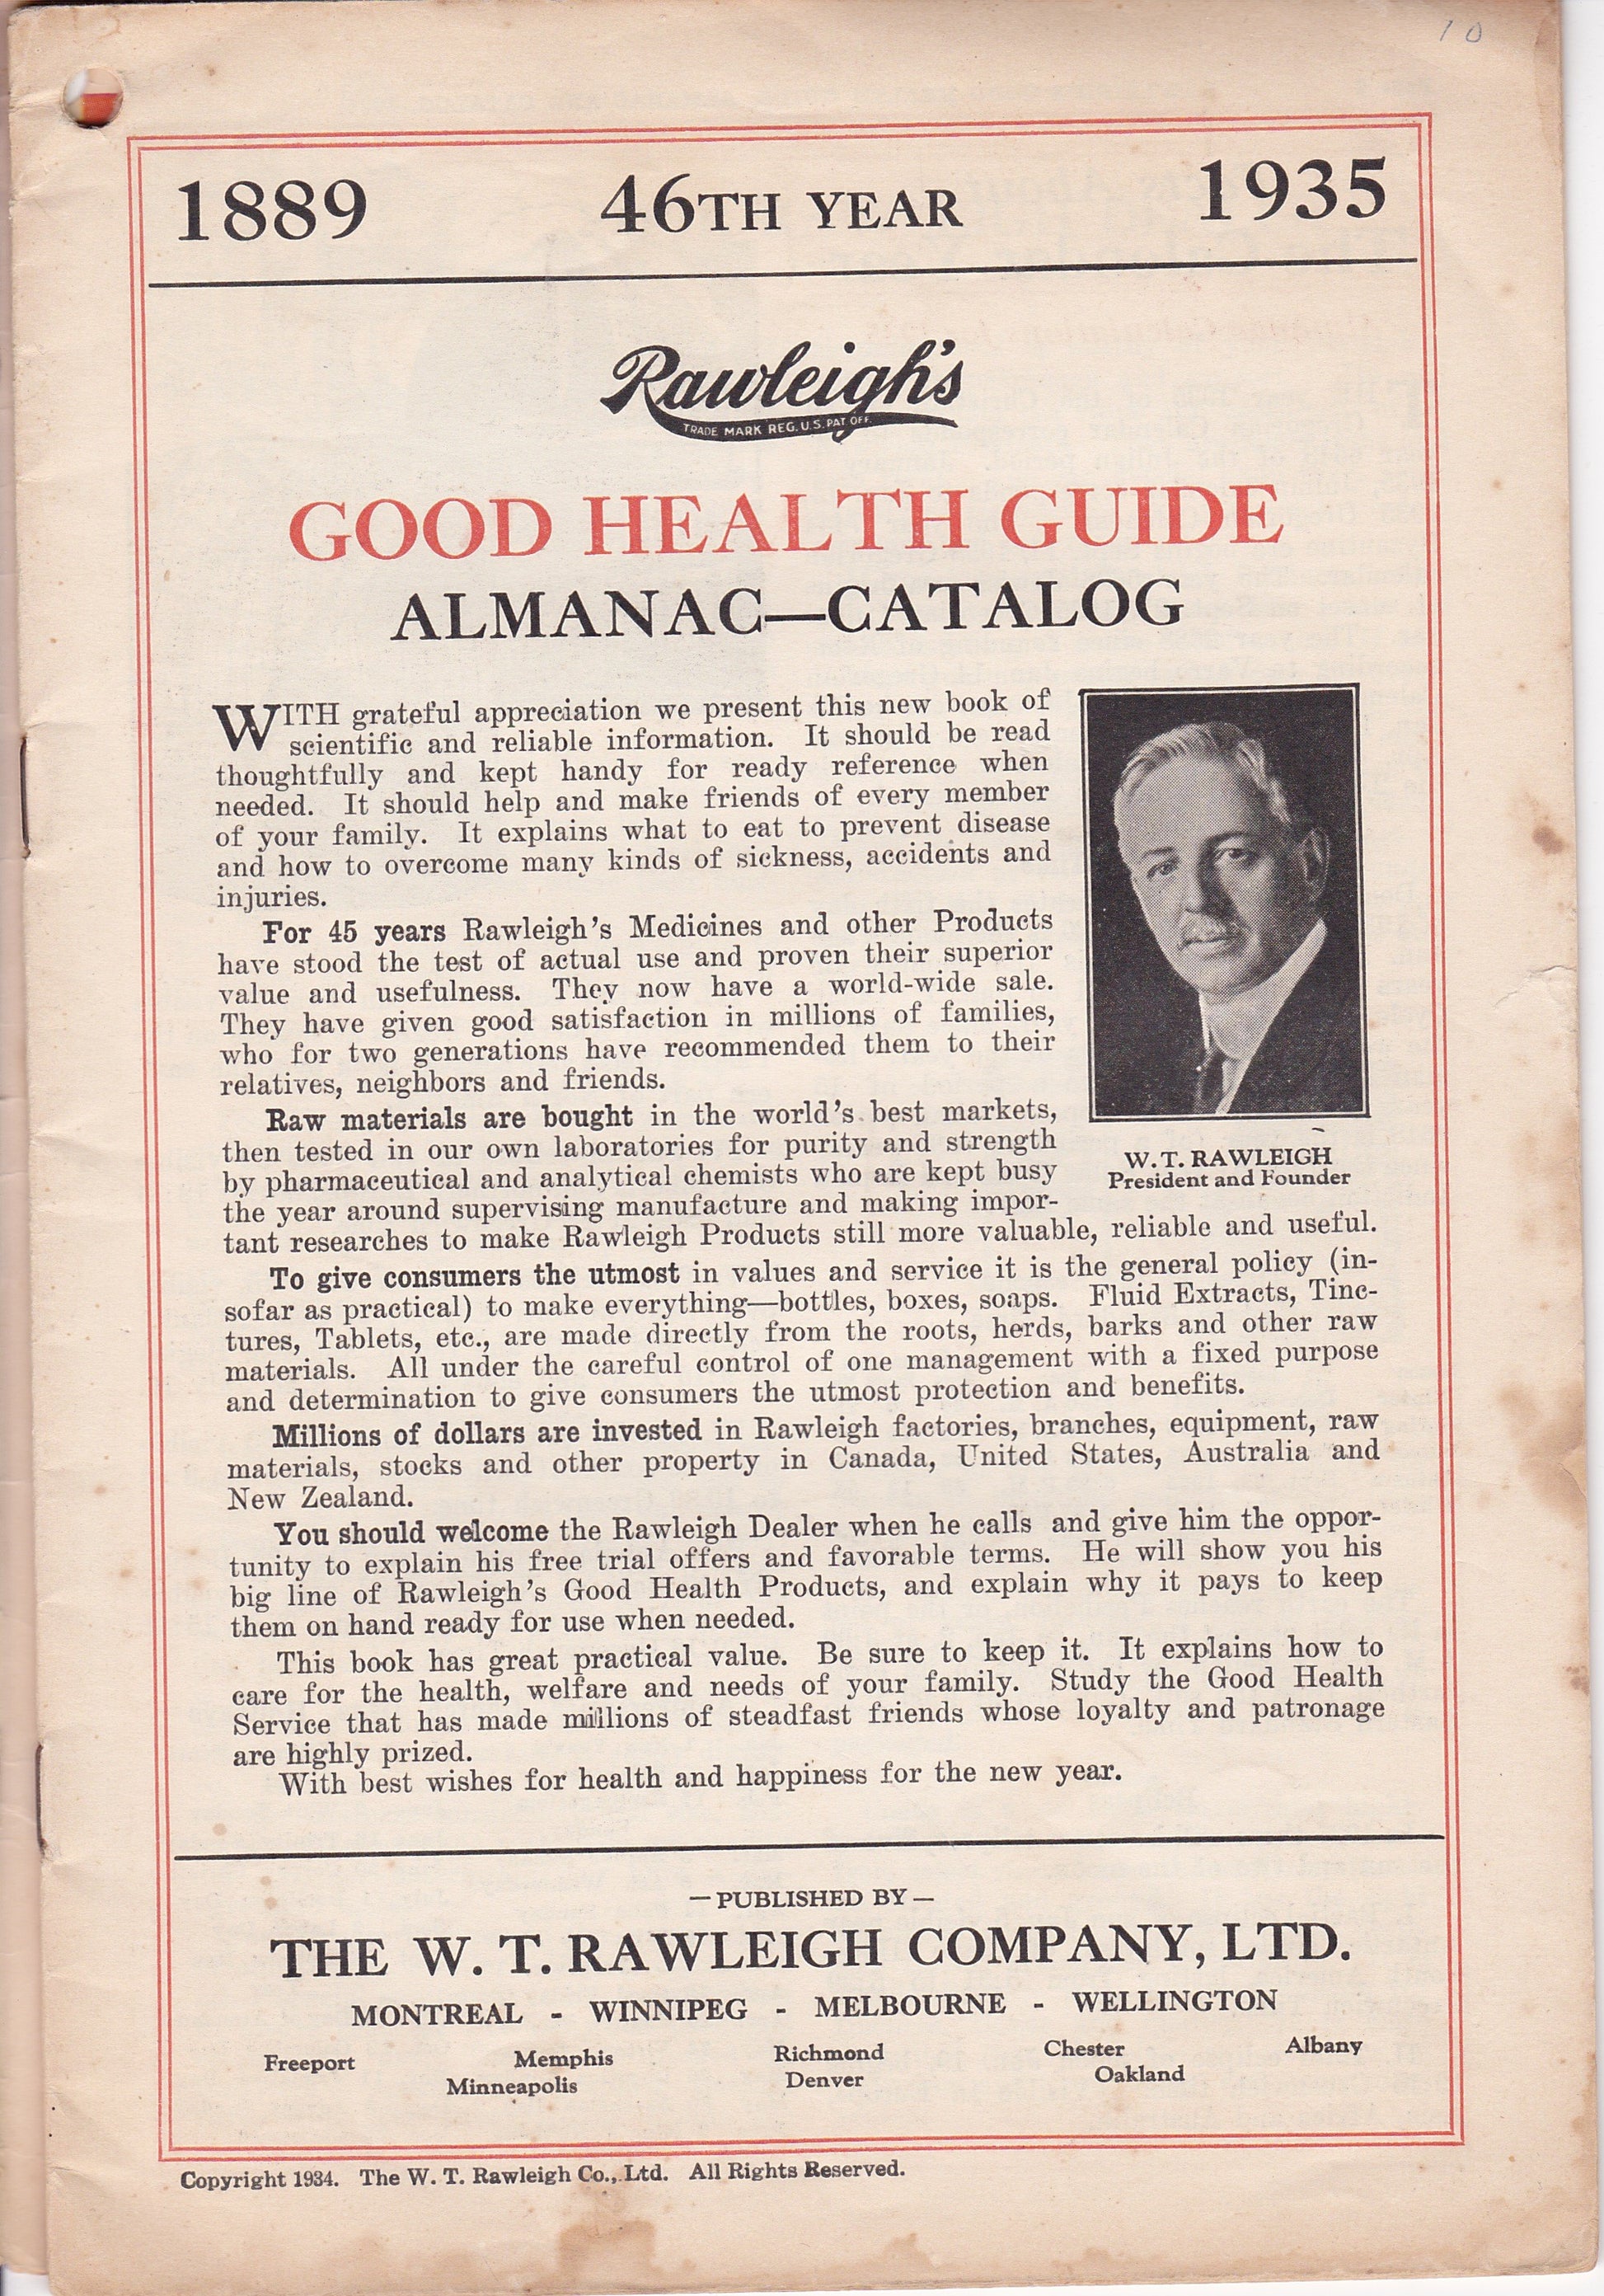 10
1889 46TH YEAR 1935
Rawleigh's
TRADE MARK REG. U.S. PAT. OFF.
GOOD HEALTH GUIDE
ALMANAC—CATALOG
WITH grateful appreciation we present this new book of
scientific and reliable information. It should be read
thoughtfully and kept handy for ready reference when
needed. It should help and make friends of every member
of your family. It explains what to eat to prevent disease
and how to overcome many kinds of sickness, accidents and
injuries.
For 45 years Rawleigh's Medicines and other Products
have stood the test of actual use and proven their superior
value and usefulness. They now have a world-wide sale.
They have given good satisfaction in millions of families,
who for two generations have recommended them to their
relatives, neighbors and friends.
Raw materials are bought in the world's best markets,
then tested in our own laboratories for purity and strength
by pharmaceutical and analytical chemists who are kept busy
the year around supervising manufacture and making impor-
tant researches to make Rawleigh Products still more valuable, reliable and useful.
W. T. RAWLEIGH
President and Founder
To give consumers the utmost in values and service it is the general policy (in-
sofar as practical) to make everything—bottles, boxes, soaps. Fluid Extracts, Tinc-
tures, Tablets, etc., are made directly from the roots, herds, barks and other raw
materials. All under the careful control of one management with a fixed purpose
and determination to give consumers the utmost protection and benefits.
Millions of dollars are invested in Rawleigh factories, branches, equipment, raw
materials, stocks and other property in Canada, United States, Australia and
New Zealand.
You should welcome the Rawleigh Dealer when he calls and give him the oppor-
tunity to explain his free trial offers and favorable terms. He will show you his
big line of Rawleigh's Good Health Products, and explain why it pays to keep
them on hand ready for use when needed.
This book has great practical value. Be sure to keep it. It explains how to
care for the health, welfare and needs of your family. Study the Good Health
Service that has made millions of steadfast friends whose loyalty and patronage
are highly prized.
With best wishes for health and happiness for the new year.
—PUBLISHED BY—
THE W. T. RAWLEIGH COMPANY, LTD.
MONTREAL - WINNIPEG - MELBOURNE - WELLINGTON
Freeport Memphis Richmond Chester Albany
Minneapolis Denver Oakland
Copyright 1934. The W. T. Rawleigh Co., Ltd. All Rights Reserved.